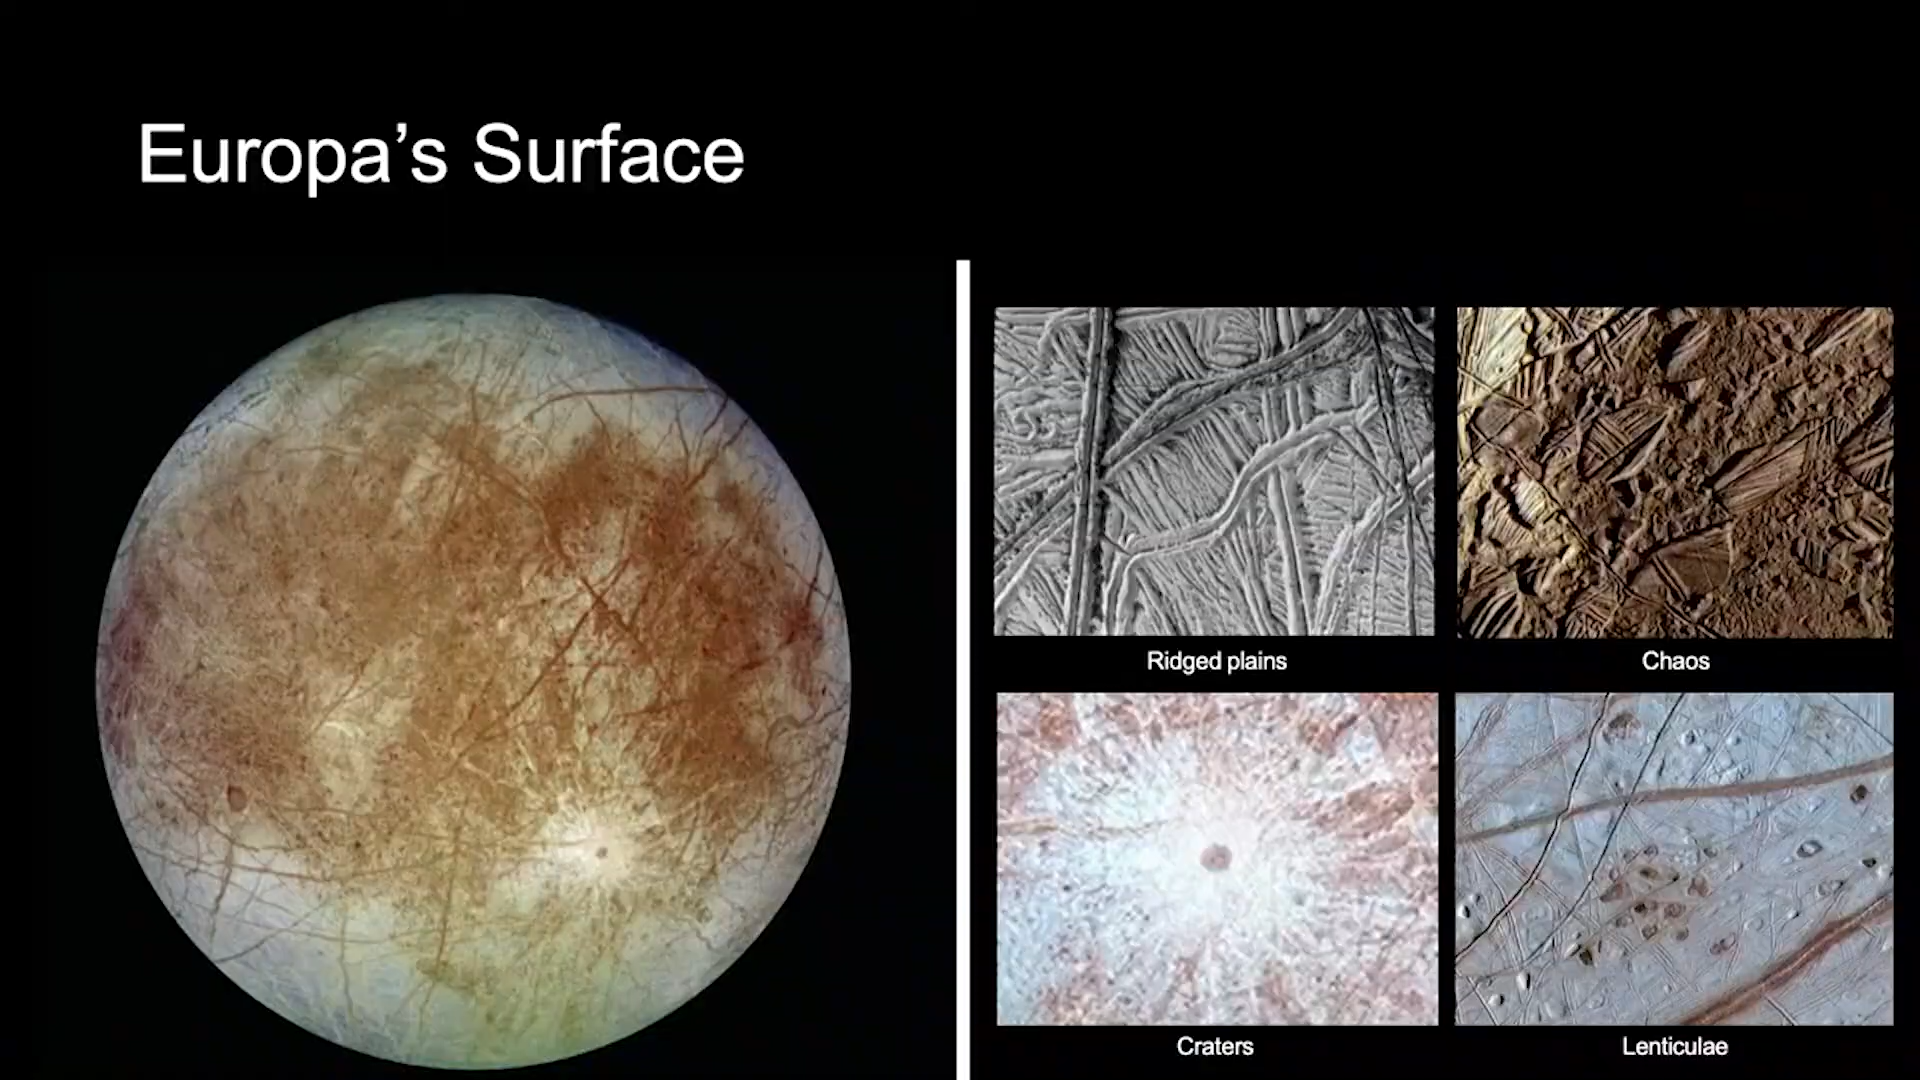 Europa’s Surface
Ridged plains
Chaos
Craters
Lenticulae